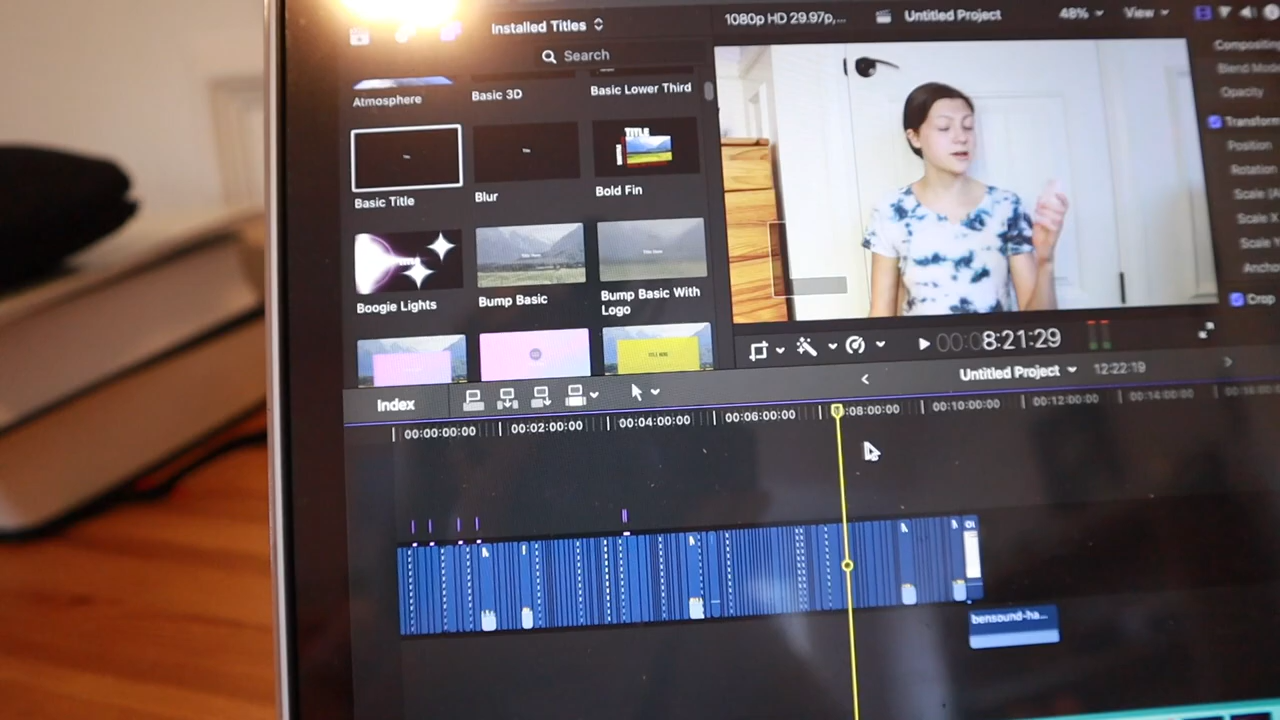 Installed Titles
1080p HD 29.97p,...
Untitled Project
48%
View
Search
Compositing
Blend Mode
Opacity
Transform
Position
Rotation
Scale (A
Scale X
Scale Y
Anchor
Crop
Atmosphere
Basic 3D
Basic Lower Third
TITLE
Basic Title
Blur
Bold Fin
Title Here
Boogie Lights
Bump Basic
Bump Basic With
Logo
00:08:21:29
Index
Untitled Project
12:22:19
00:00:00:00
00:02:00:00
00:04:00:00
00:06:00:00
:08:00:00
00:10:00:00
00:12:00:00
00:14:00:00
bensound-ha...